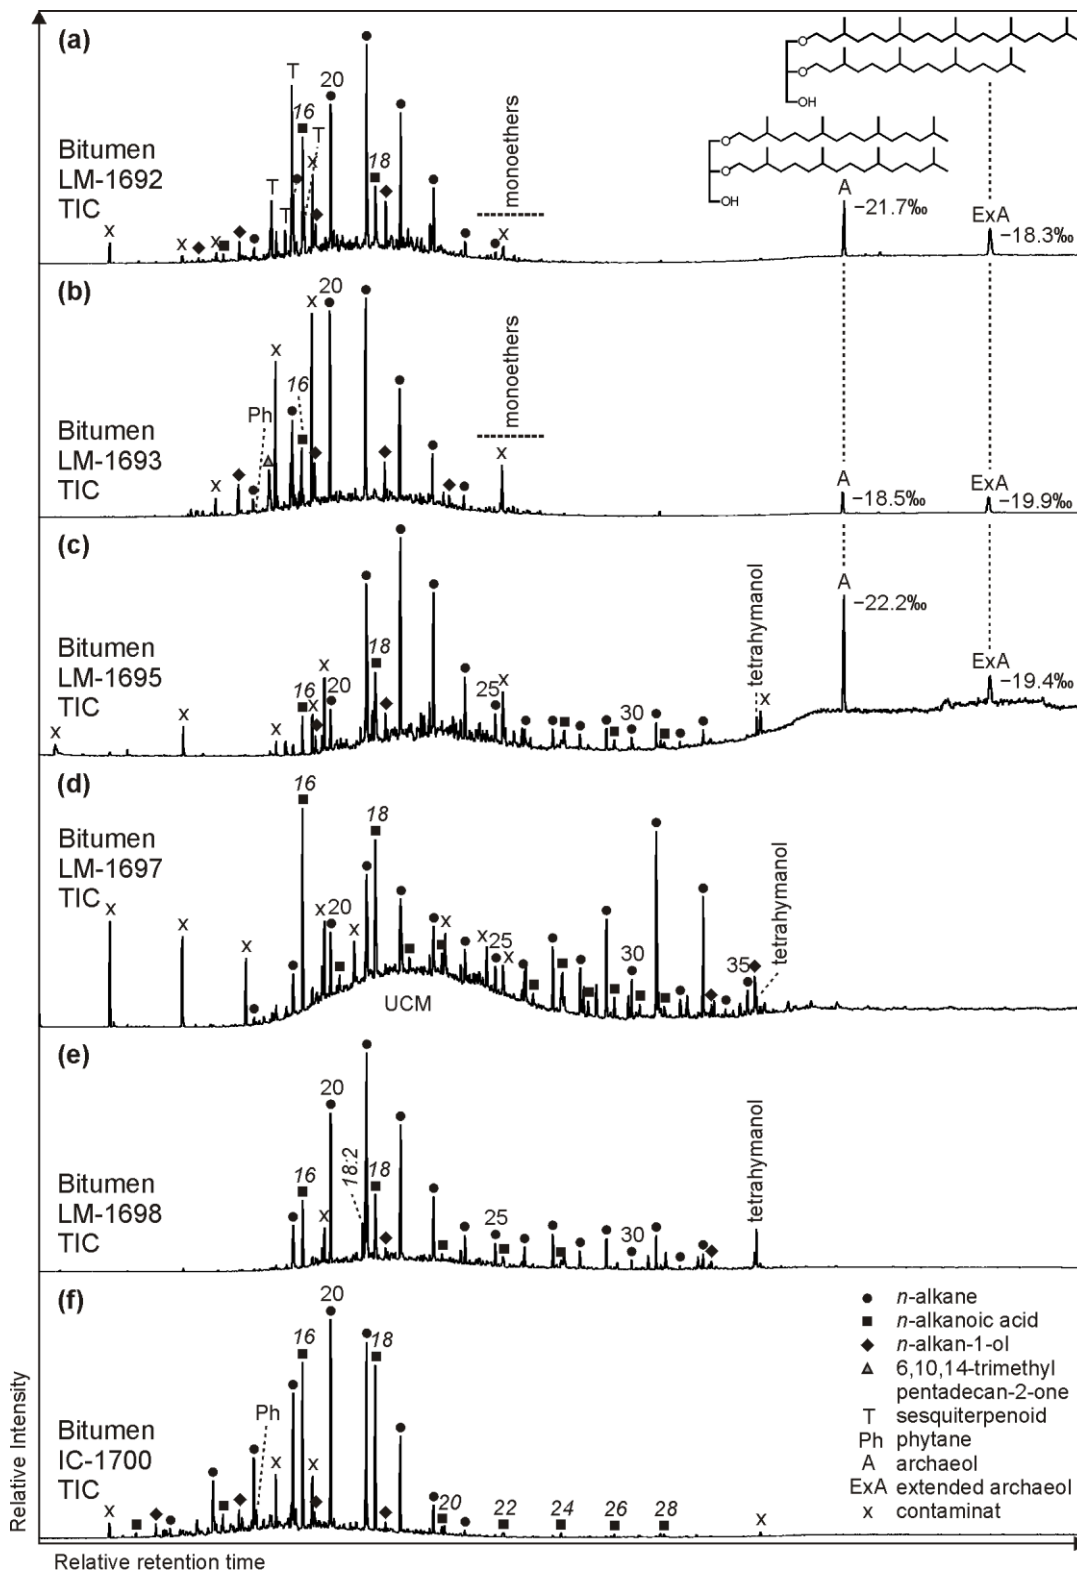 (a)
Bitumen
LM-1692
TIC
x
x
x
T
T
T
16
T
x
20
18
monoethers
x
O
O
OH
O
O
OH
A
−21.7‰
ExA
−18.3‰
(b)
Bitumen
LM-1693
TIC
x
Ph
x
16
x
20
monoethers
x
A
−18.5‰
ExA
−19.9‰
(c)
Bitumen
LM-1695
TIC
x
x
x
16
x
x
20
18
25
x
30
tetrahymanol
x
A
−22.2‰
ExA
−19.4‰
(d)
Bitumen
LM-1697
TIC
x
x
x
16
x
20
x
18
UCM
x
x
25
x
30
35
tetrahymanol
(e)
Bitumen
LM-1698
TIC
16
x
20
18:2
18
25
30
tetrahymanol
(f)
Bitumen
IC-1700
TIC
x
Ph
x
16
x
20
18
20
22
24
26
28
x
n-alkane
n-alkanoic acid
n-alkan-1-ol
6,10,14-trimethyl
pentadecan-2-one
T sesquiterpenoid
Ph phytane
A archaeol
ExA extended archaeol
x contaminat
Relative Intensity
Relative retention time